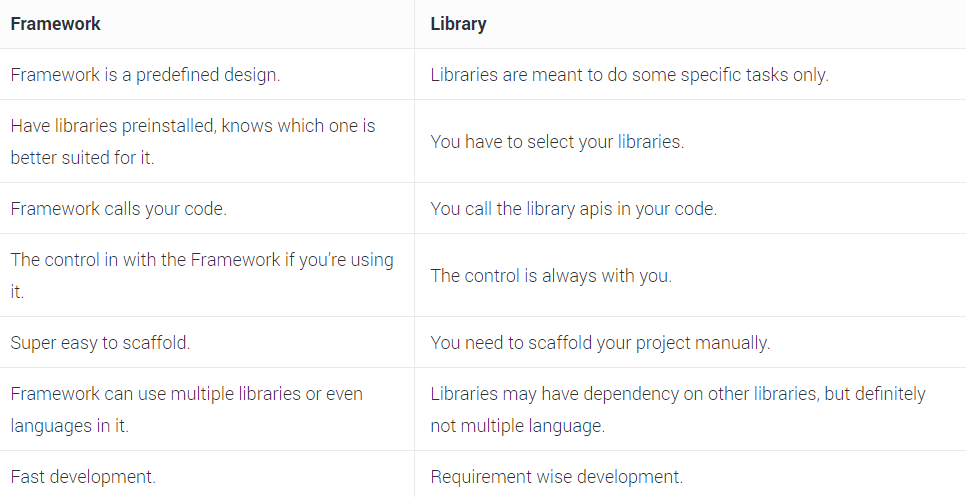 Framework
Library
Framework is a predefined design.
Libraries are meant to do some specific tasks only.
Have libraries preinstalled, knows which one is
better suited for it.
You have to select your libraries.
Framework calls your code.
You call the library apis in your code.
The control in with the Framework if you're using
it.
The control is always with you.
Super easy to scaffold.
You need to scaffold your project manually.
Framework can use multiple libraries or even
languages in it.
Libraries may have dependency on other libraries, but definitely
not multiple language.
Fast development.
Requirement wise development.